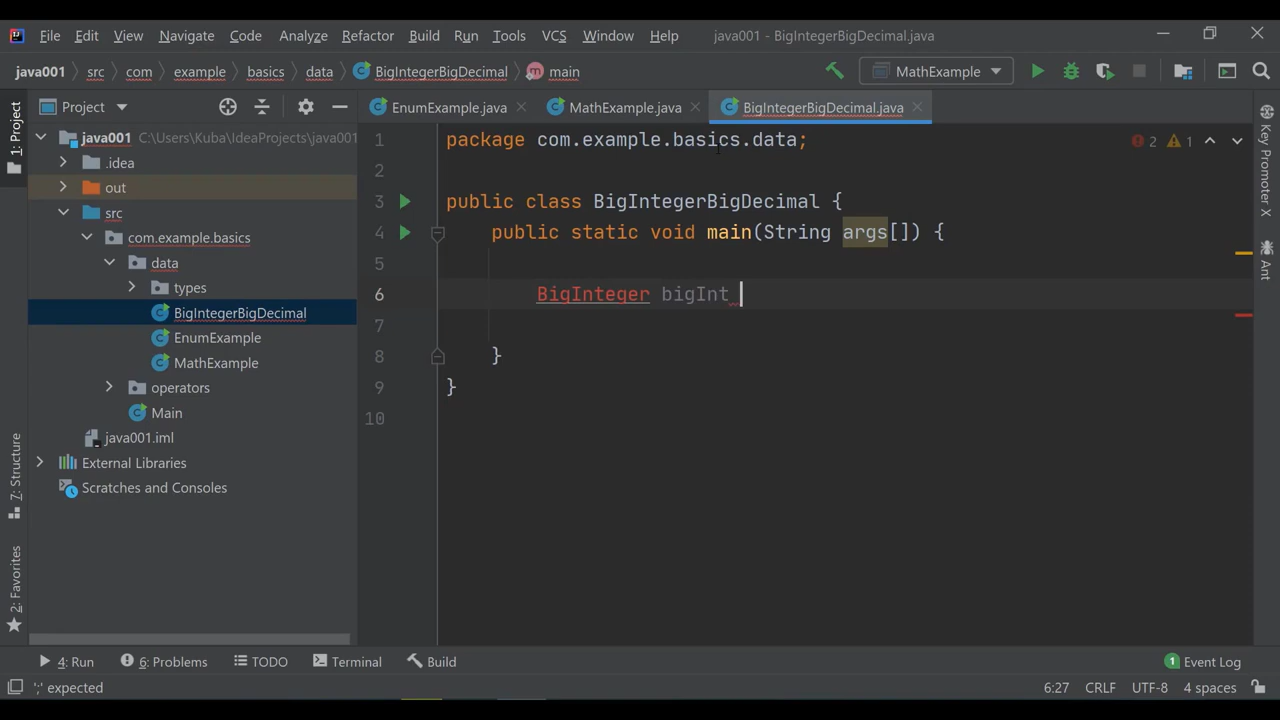 File Edit View Navigate Code Analyze Refactor Build Run Tools VCS Window Help java001 - BigIntegerBigDecimal.java
java001 src com example basics data BigIntegerBigDecimal main MathExample
Project EnumExample.java MathExample.java BigIntegerBigDecimal.java
1: Project
7: Structure
2: Favorites
java001 C:\Users\Kuba\IdeaProjects\java001
.idea
out
src
com.example.basics
data
types
BigIntegerBigDecimal
EnumExample
MathExample
operators
Main
java001.iml
External Libraries
Scratches and Consoles
1 package com.example.basics.data;
2
3 public class BigIntegerBigDecimal {
4 public static void main(String args[]) {
5
6 BigInteger bigInt
7
8 }
9 }
10
2 1
Key Promoter X
Ant
4: Run 6: Problems TODO Terminal Build 1 Event Log
';' expected 6:27 CRLF UTF-8 4 spaces